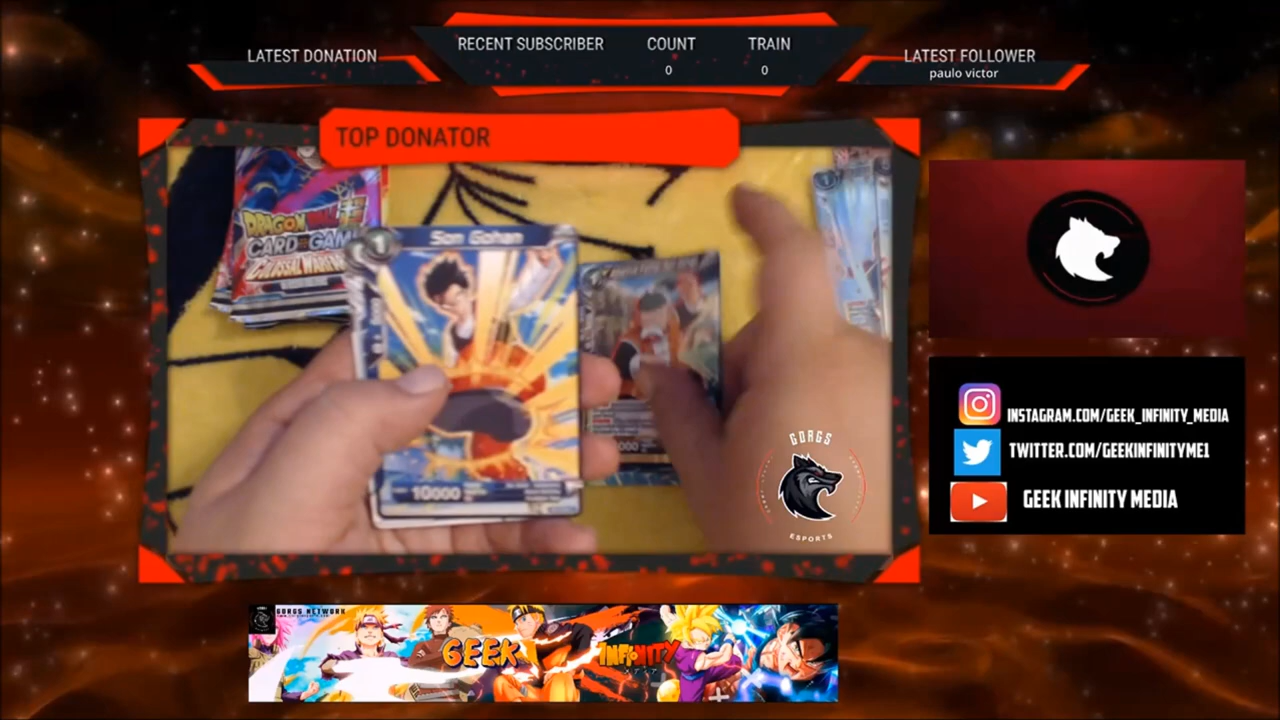 LATEST DONATION
RECENT SUBSCRIBER
COUNT
TRAIN
0
0
LATEST FOLLOWER
paulo victor
TOP DONATOR
DRAGON BALL
CARD GAME
COLOSSAL WARFARE
Son Gohan
10000
GORGS
ESPORTS
INSTAGRAM.COM/GEEK_INFINITY_MEDIA
TWITTER.COM/GEEKINFINITYME1
GEEK INFINITY MEDIA
GORGS NETWORK
GEEK INFINITY